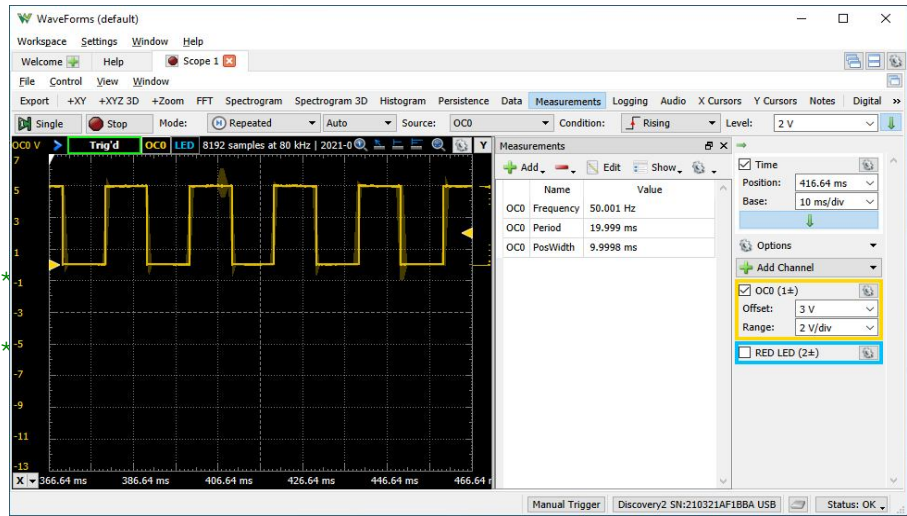 WaveForms (default)
Workspace Settings Window Help
Welcome Help Scope 1
File Control View Window
Export +XY +XYZ 3D +Zoom FFT Spectrogram Spectrogram 3D Histogram Persistence Data Measurements Logging Audio X Cursors Y Cursors Notes Digital »
Single Stop Mode: Repeated Auto Source: OC0 Condition: Rising Level: 2 V
OC0 V Trig'd OC0 LED 8192 samples at 80 kHz | 2021-0 Y
7
5
3
1
* -1
-3
* -5
-7
-9
-11
-13
X 366.64 ms 386.64 ms 406.64 ms 426.64 ms 446.64 ms 466.64 m
Measurements
Add Edit Show
Name Value
OC0 Frequency 50.001 Hz
OC0 Period 19.999 ms
OC0 PosWidth 9.9998 ms
Time
Position: 416.64 ms
Base: 10 ms/div
Options
Add Channel
OC0 (1±)
Offset: 3 V
Range: 2 V/div
RED LED (2±)
Manual Trigger Discovery2 SN:210321AF1BBA USB Status: OK